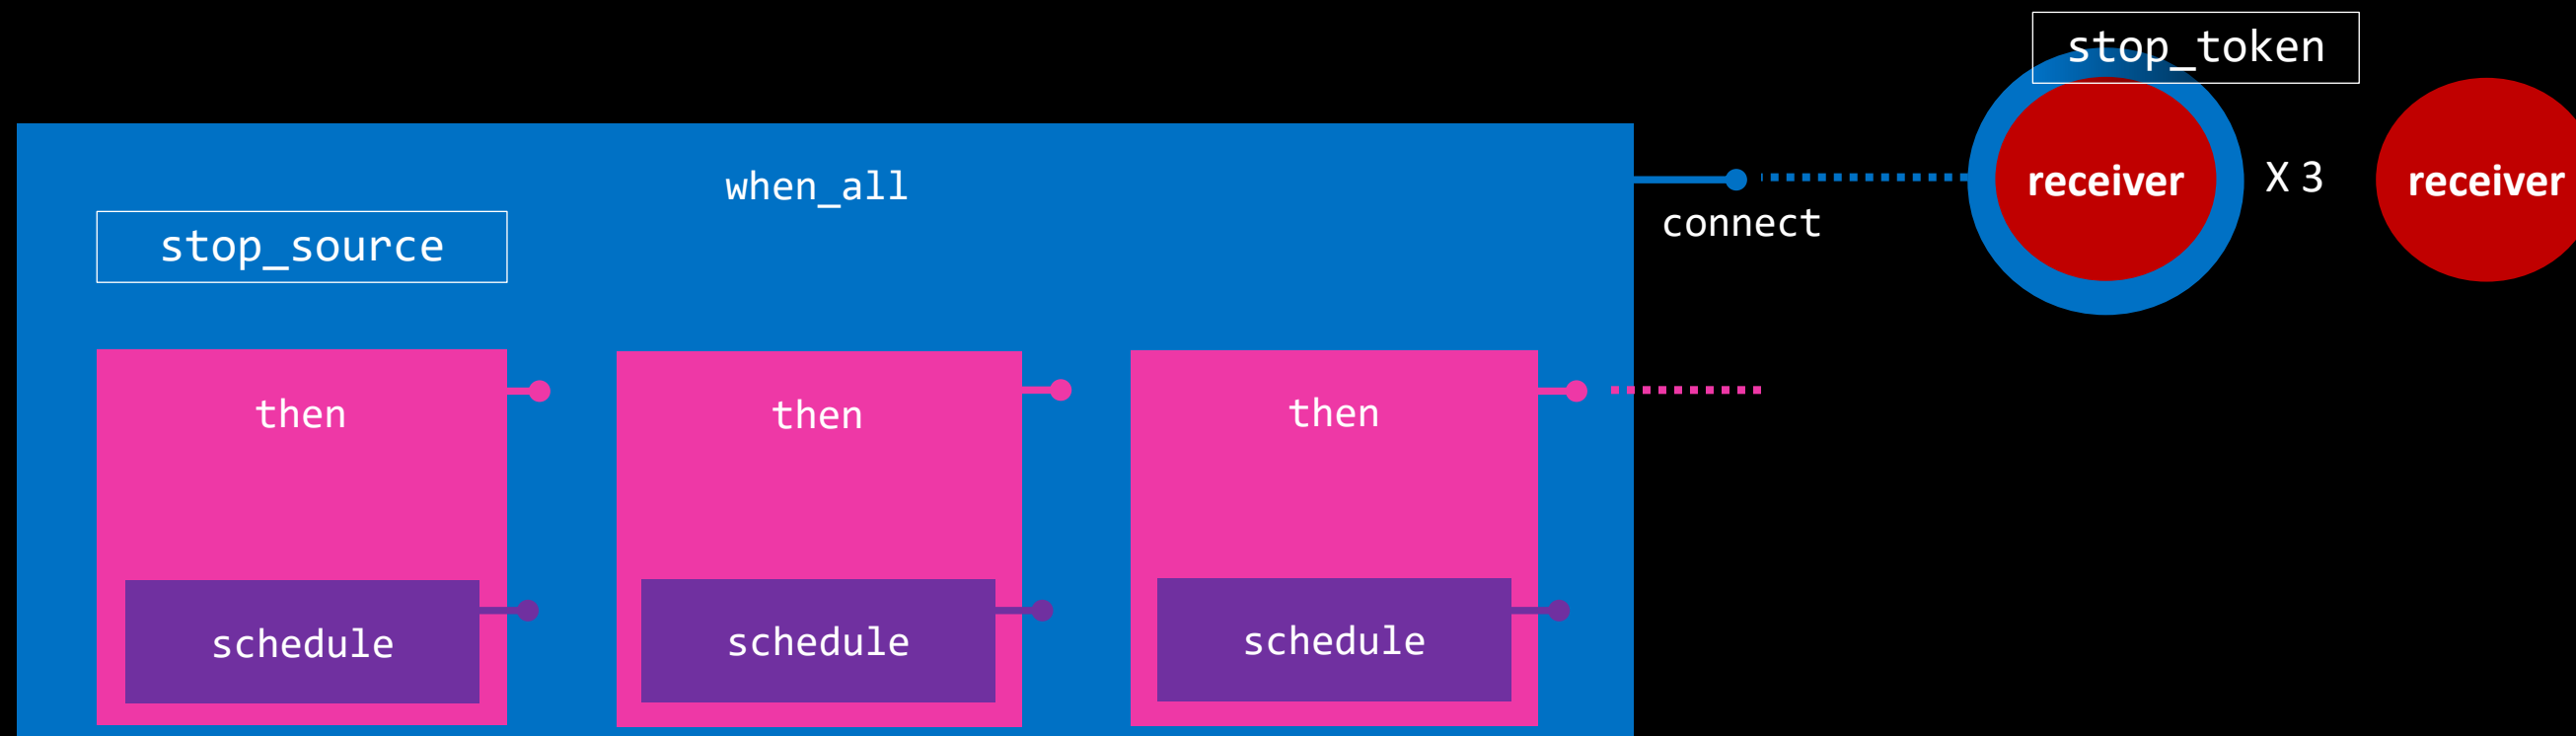 stop_token
when_all
receiver
X 3
receiver
connect
stop_source
then
then
then
schedule
schedule
schedule